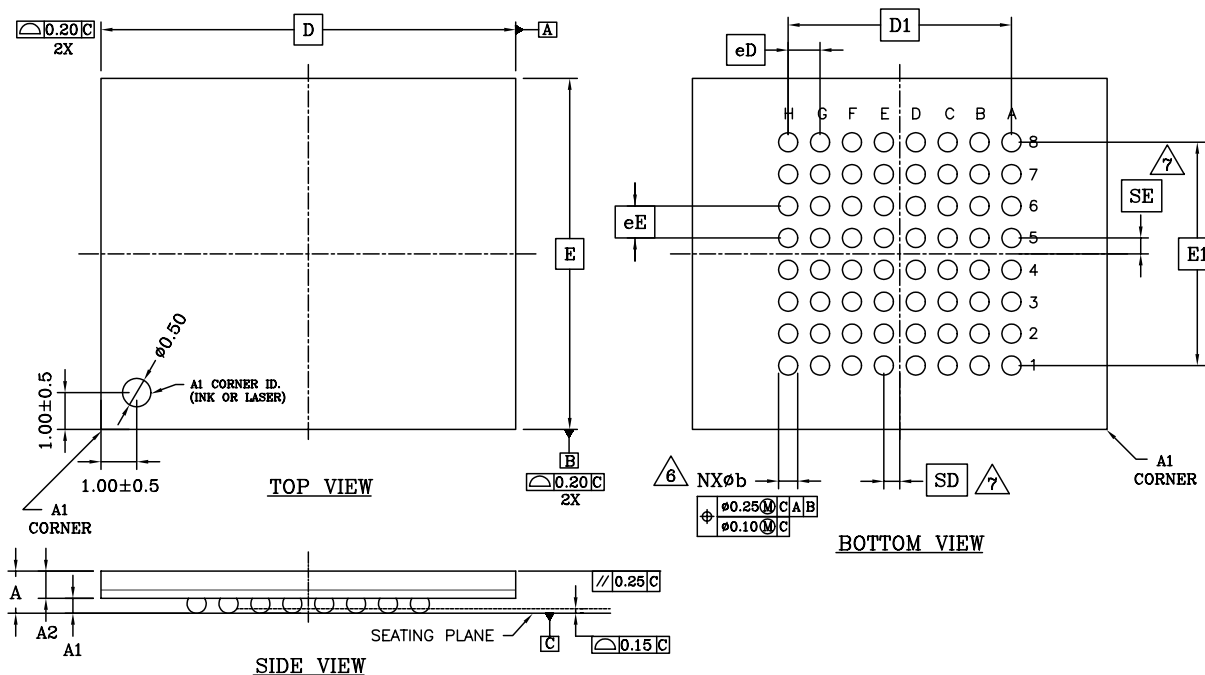 ⌓ 0.20 C
2X
D
A
E
ø0.50
A1 CORNER ID.
(INK OR LASER)
1.00±0.5
1.00±0.5
A1
CORNER
TOP VIEW
B
⌓ 0.20 C
2X
D1
eD
H G F E D C B A
8
7
6
5
4
3
2
1
eE
7
SE
E1
6
NXøb
⌖ ø0.25Ⓜ C A B
ø0.10Ⓜ C
SD
7
A1
CORNER
BOTTOM VIEW
A
A2
A1
// 0.25 C
SEATING PLANE
C
⌓ 0.15 C
SIDE VIEW